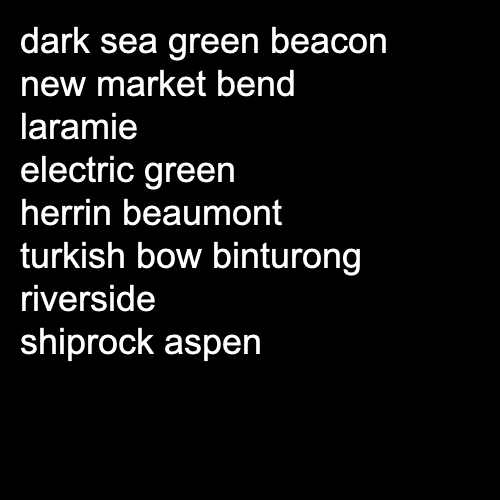 dark sea green beacon
new market bend
laramie
electric green
herrin beaumont
turkish bow binturong
riverside
shiprock aspen